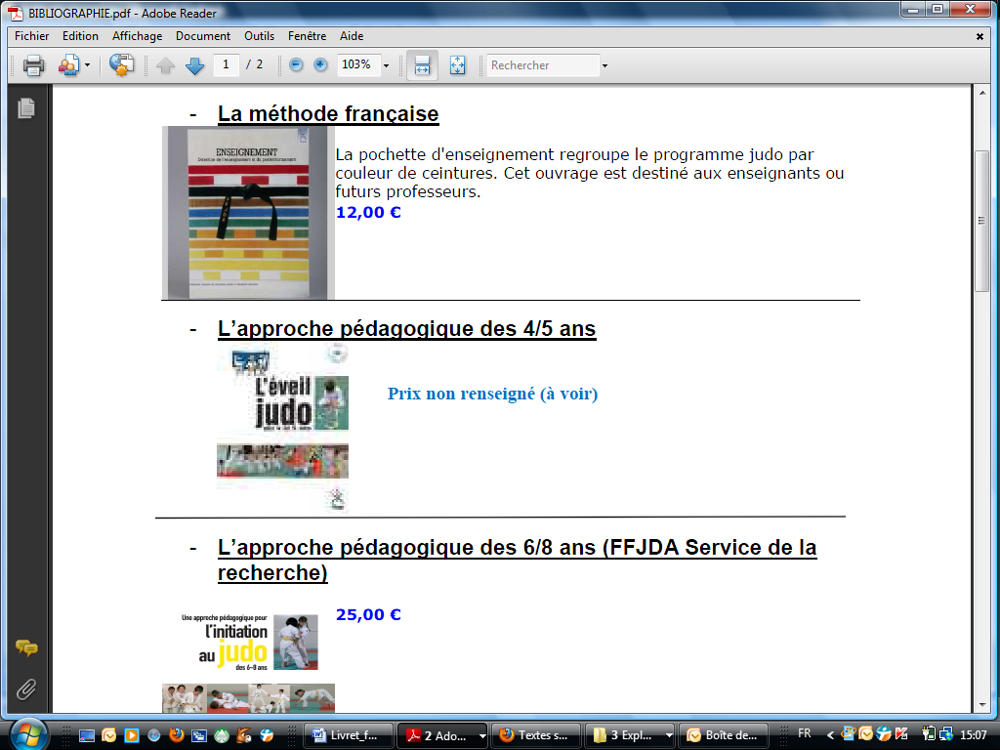 BIBLIOGRAPHIE.pdf - Adobe Reader
Fichier Edition Affichage Document Outils Fenêtre Aide
1 / 2 103% Rechercher
- La méthode française
ENSEIGNEMENT
La pochette d'enseignement regroupe le programme judo par
couleur de ceintures. Cet ouvrage est destiné aux enseignants ou
futurs professeurs.
12,00 €
- L'approche pédagogique des 4/5 ans
L'éveil
judo
Prix non renseigné (à voir)
- L'approche pédagogique des 6/8 ans (FFJDA Service de la
recherche)
25,00 €
Une approche pédagogique pour
l'initiation
au judo
des 6-8 ans
Livret_f... 2 Ado... Textes s... 3 Expl... Boîte de... FR 15:07